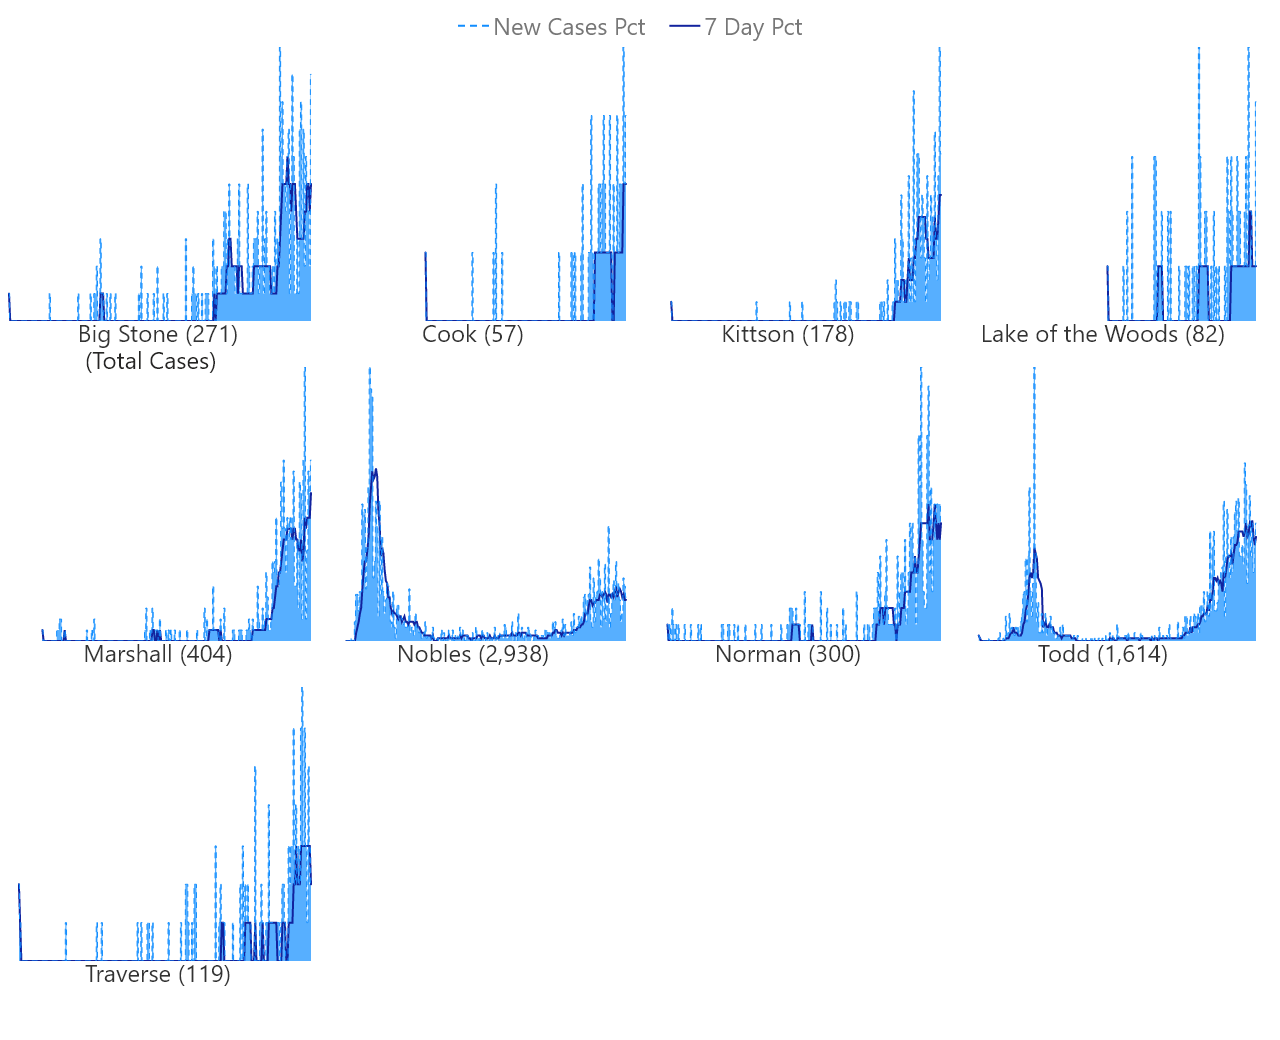 New Cases Pct 7 Day Pct
Big Stone (271)
(Total Cases)
Cook (57)
Kittson (178)
Lake of the Woods (82)
Marshall (404)
Nobles (2,938)
Norman (300)
Todd (1,614)
Traverse (119)